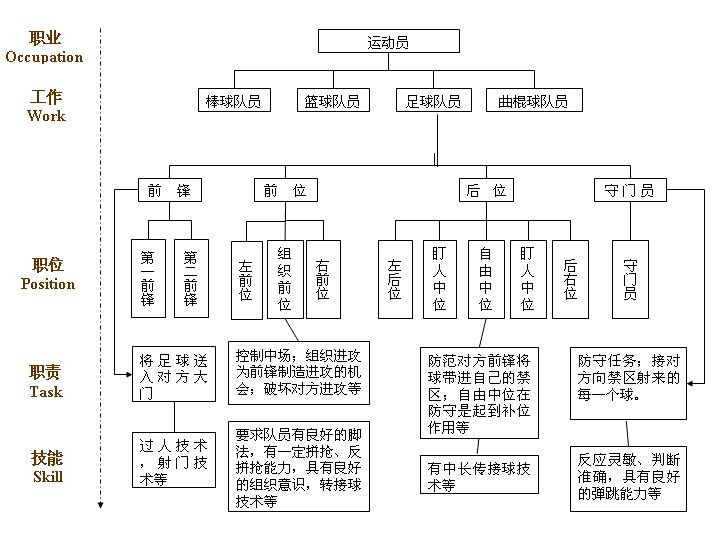 职业
Occupation
运动员
工作
Work
棒球队员
篮球队员
足球队员
曲棍球队员
前 锋
前 位
后 位
守门员
职位
Position
第一前锋
第二前锋
左前位
组织前位
右前位
左后位
盯人中位
自由中位
盯人中位
后右位
守门员
职责
Task
将足球送
入对方大
门
控制中场；组织进攻
为前锋制造进攻的机
会；破坏对方进攻等
防范对方前锋将
球带进自己的禁
区；自由中位在
防守是起到补位
作用等
防守任务；接对
方向禁区射来的
每一个球。
技能
Skill
过人技术
，射门技
术等
要求队员有良好的脚
法，有一定拼抢、反
拼抢能力，具有良好
的组织意识，转接球
技术等
有中长传接球技
术等
反应灵敏、判断
准确，具有良好
的弹跳能力等